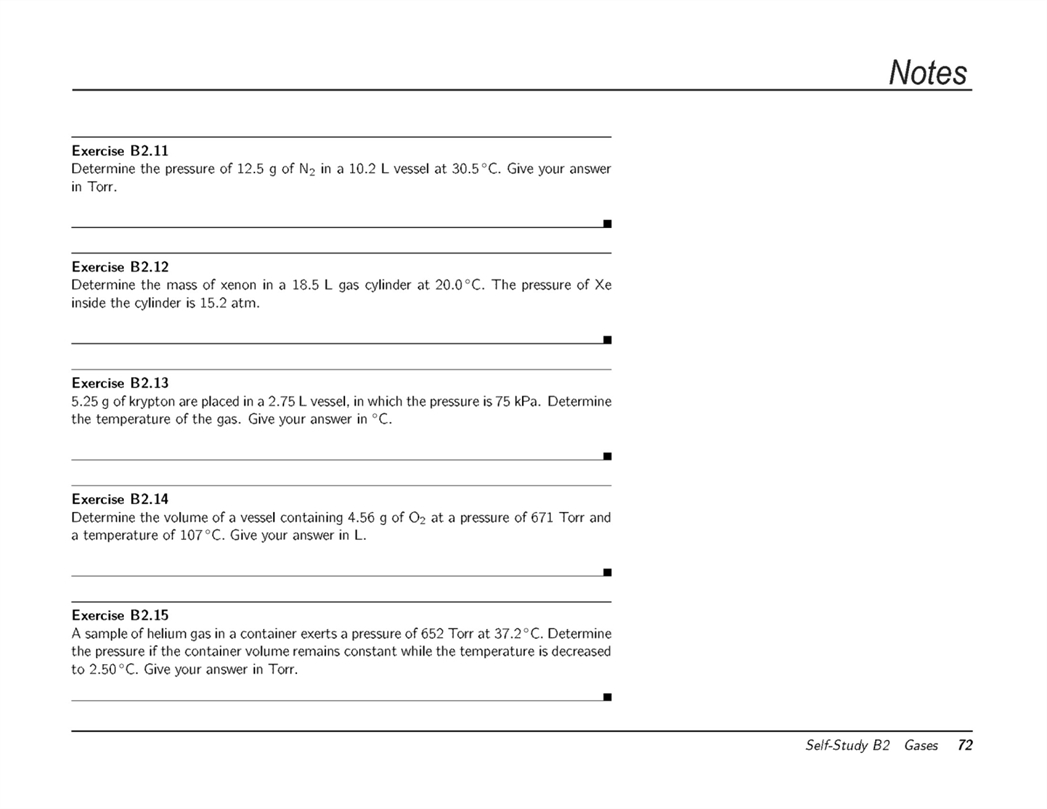 Notes
Exercise B2.11
Determine the pressure of 12.5 g of N₂ in a 10.2 L vessel at 30.5 °C. Give your answer
in Torr.
Exercise B2.12
Determine the mass of xenon in a 18.5 L gas cylinder at 20.0 °C. The pressure of Xe
inside the cylinder is 15.2 atm.
Exercise B2.13
5.25 g of krypton are placed in a 2.75 L vessel, in which the pressure is 75 kPa. Determine
the temperature of the gas. Give your answer in °C.
Exercise B2.14
Determine the volume of a vessel containing 4.56 g of O₂ at a pressure of 671 Torr and
a temperature of 107 °C. Give your answer in L.
Exercise B2.15
A sample of helium gas in a container exerts a pressure of 652 Torr at 37.2 °C. Determine
the pressure if the container volume remains constant while the temperature is decreased
to 2.50 °C. Give your answer in Torr.
Self-Study B2 Gases 72